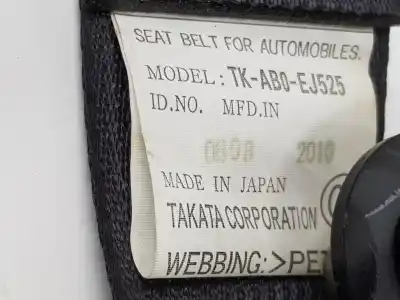 SEAT BELT FOR AUTOMOBILES.
MODEL: TK-AB0-EJ525
ID.NO. MFD.IN
2010
MADE IN JAPAN
TAKATA CORPORATION
WEBBING:>PET